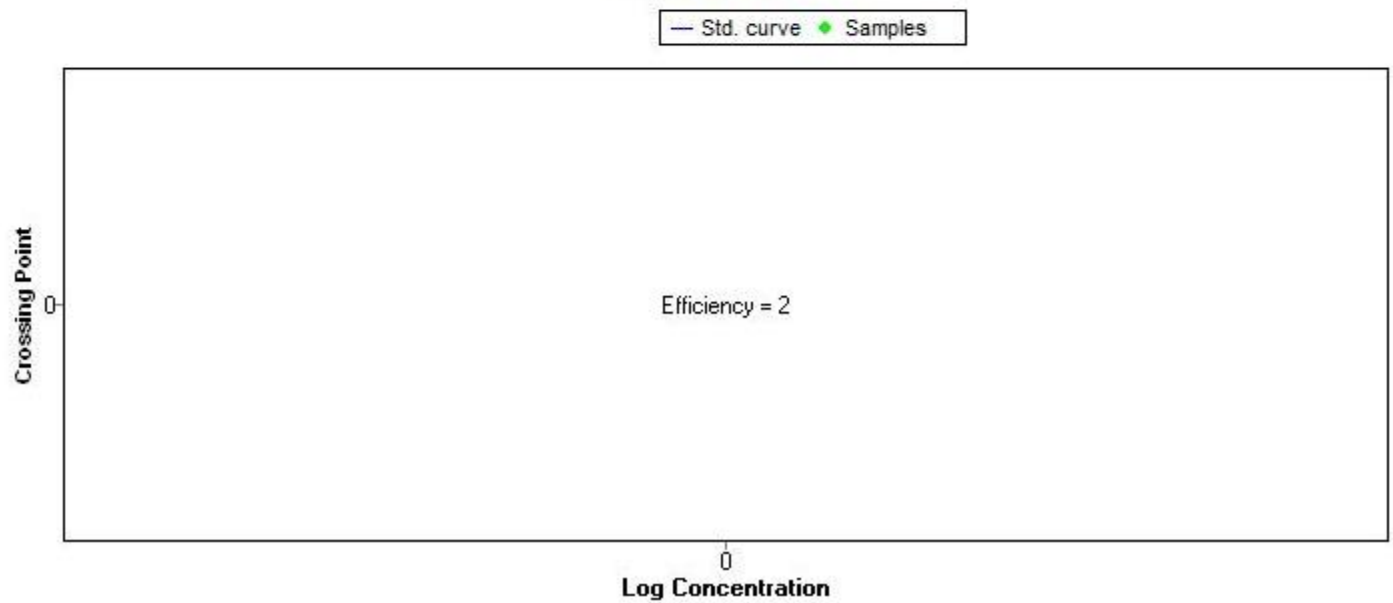 Std. curve Samples
Crossing Point
0
Efficiency = 2
0
Log Concentration